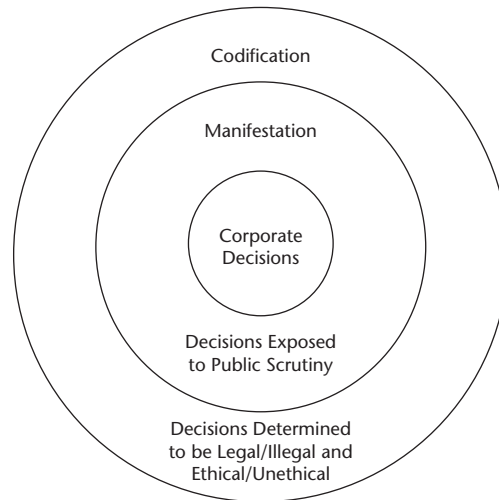 Codification
Manifestation
Corporate
Decisions
Decisions Exposed
to Public Scrutiny
Decisions Determined
to be Legal/Illegal and
Ethical/Unethical